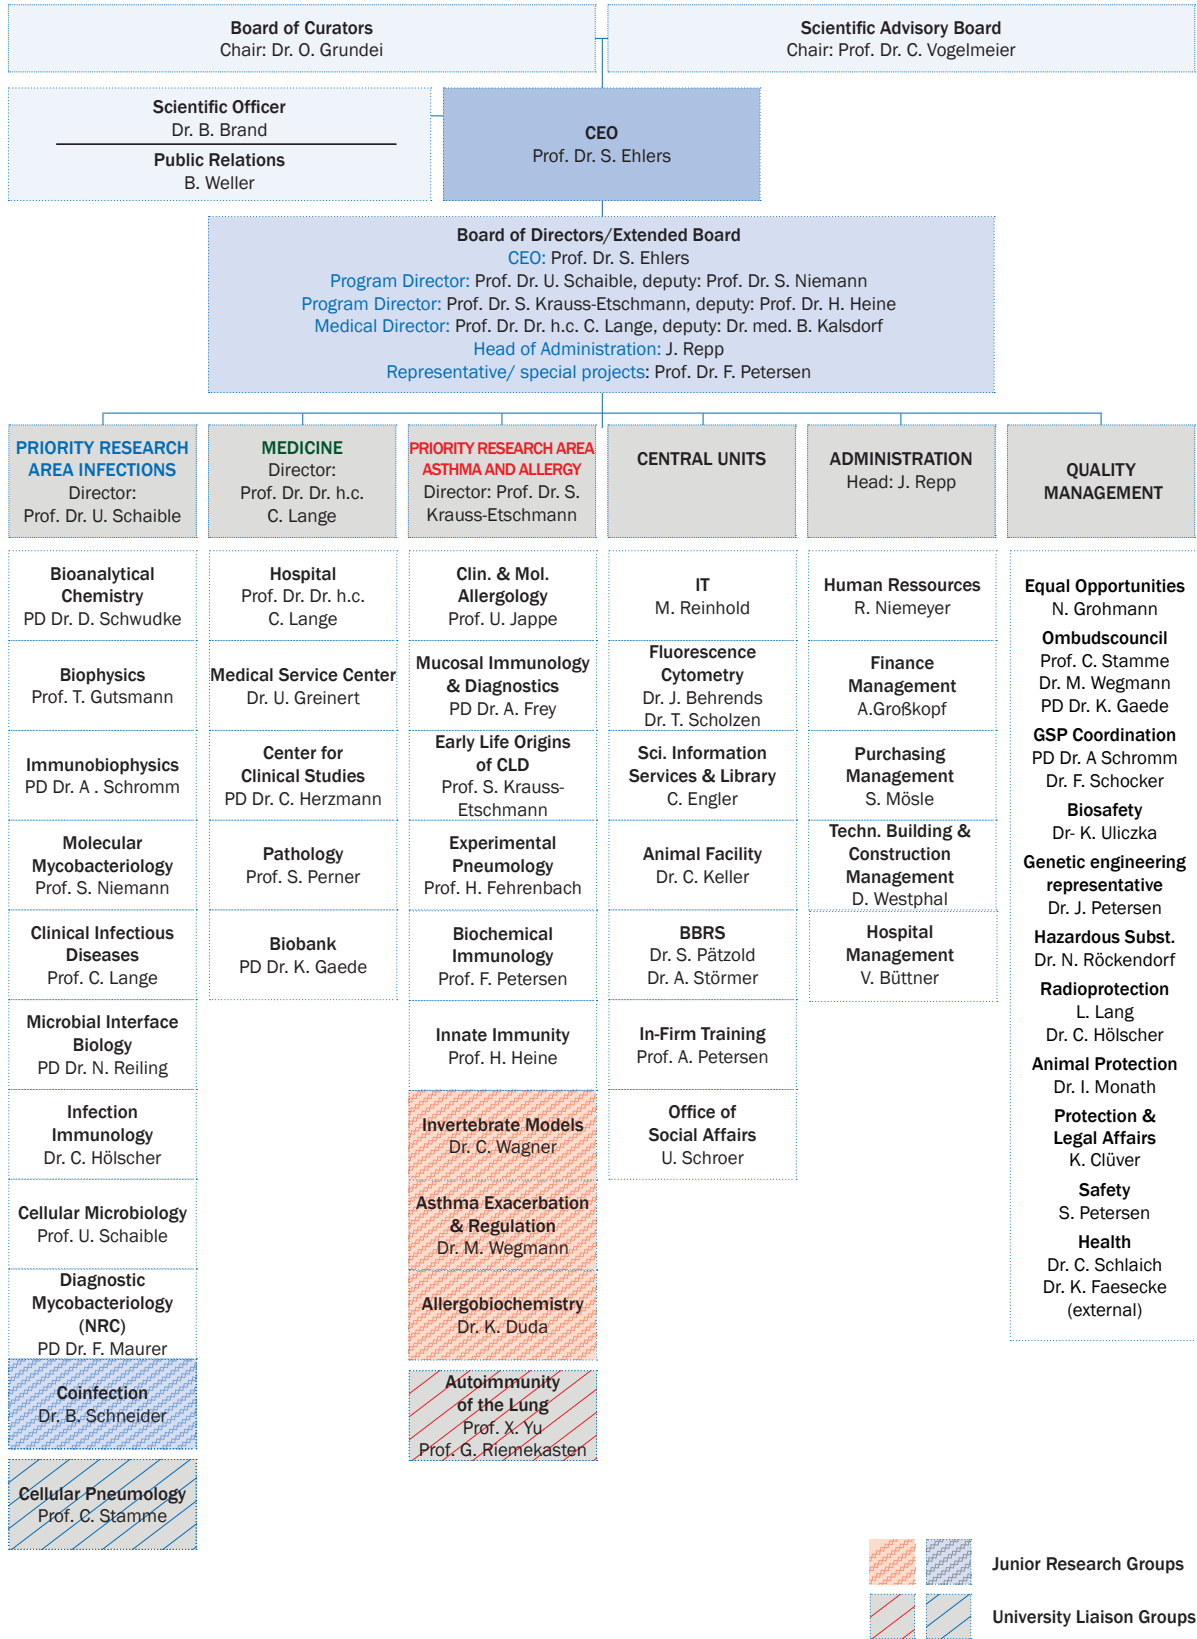 Board of Curators
Chair: Dr. O. Grundei
Scientific Advisory Board
Chair: Prof. Dr. C. Vogelmeier
Scientific Officer
Dr. B. Brand
Public Relations
B. Weller
CEO
Prof. Dr. S. Ehlers
Board of Directors/Extended Board
CEO: Prof. Dr. S. Ehlers
Program Director: Prof. Dr. U. Schaible, deputy: Prof. Dr. S. Niemann
Program Director: Prof. Dr. S. Krauss-Etschmann, deputy: Prof. Dr. H. Heine
Medical Director: Prof. Dr. Dr. h.c. C. Lange, deputy: Dr. med. B. Kalsdorf
Head of Administration: J. Repp
Representative/ special projects: Prof. Dr. F. Petersen
PRIORITY RESEARCH
AREA INFECTIONS
Director:
Prof. Dr. U. Schaible
Bioanalytical
Chemistry
PD Dr. D. Schwudke
Biophysics
Prof. T. Gutsmann
Immunobiophysics
PD Dr. A . Schromm
Molecular
Mycobacteriology
Prof. S. Niemann
Clinical Infectious
Diseases
Prof. C. Lange
Microbial Interface
Biology
PD Dr. N. Reiling
Infection
Immunology
Dr. C. Hölscher
Cellular Microbiology
Prof. U. Schaible
Diagnostic
Mycobacteriology
(NRC)
PD Dr. F. Maurer
Coinfection
Dr. B. Schneider
Cellular Pneumology
Prof. C. Stamme
MEDICINE
Director:
Prof. Dr. Dr. h.c.
C. Lange
Hospital
Prof. Dr. Dr. h.c.
C. Lange
Medical Service Center
Dr. U. Greinert
Center for
Clinical Studies
PD Dr. C. Herzmann
Pathology
Prof. S. Perner
Biobank
PD Dr. K. Gaede
PRIORITY RESEARCH AREA
ASTHMA AND ALLERGY
Director: Prof. Dr. S.
Krauss-Etschmann
Clin. & Mol.
Allergology
Prof. U. Jappe
Mucosal Immunology
& Diagnostics
PD Dr. A. Frey
Early Life Origins
of CLD
Prof. S. Krauss-
Etschmann
Experimental
Pneumology
Prof. H. Fehrenbach
Biochemical
Immunology
Prof. F. Petersen
Innate Immunity
Prof. H. Heine
Invertebrate Models
Dr. C. Wagner
Asthma Exacerbation
& Regulation
Dr. M. Wegmann
Allergobiochemistry
Dr. K. Duda
Autoimmunity
of the Lung
Prof. X. Yu
Prof. G. Riemekasten
CENTRAL UNITS
IT
M. Reinhold
Fluorescence
Cytometry
Dr. J. Behrends
Dr. T. Scholzen
Sci. Information
Services & Library
C. Engler
Animal Facility
Dr. C. Keller
BBRS
Dr. S. Pätzold
Dr. A. Störmer
In-Firm Training
Prof. A. Petersen
Office of
Social Affairs
U. Schroer
ADMINISTRATION
Head: J. Repp
Human Ressources
R. Niemeyer
Finance
Management
A.Großkopf
Purchasing
Management
S. Mösle
Techn. Building &
Construction
Management
D. Westphal
Hospital
Management
V. Büttner
QUALITY
MANAGEMENT
Equal Opportunities
N. Grohmann
Ombudscouncil
Prof. C. Stamme
Dr. M. Wegmann
PD Dr. K. Gaede
GSP Coordination
PD Dr. A Schromm
Dr. F. Schocker
Biosafety
Dr- K. Uliczka
Genetic engineering
representative
Dr. J. Petersen
Hazardous Subst.
Dr. N. Röckendorf
Radioprotection
L. Lang
Dr. C. Hölscher
Animal Protection
Dr. I. Monath
Protection &
Legal Affairs
K. Clüver
Safety
S. Petersen
Health
Dr. C. Schlaich
Dr. K. Faesecke
(external)
Junior Research Groups
University Liaison Groups